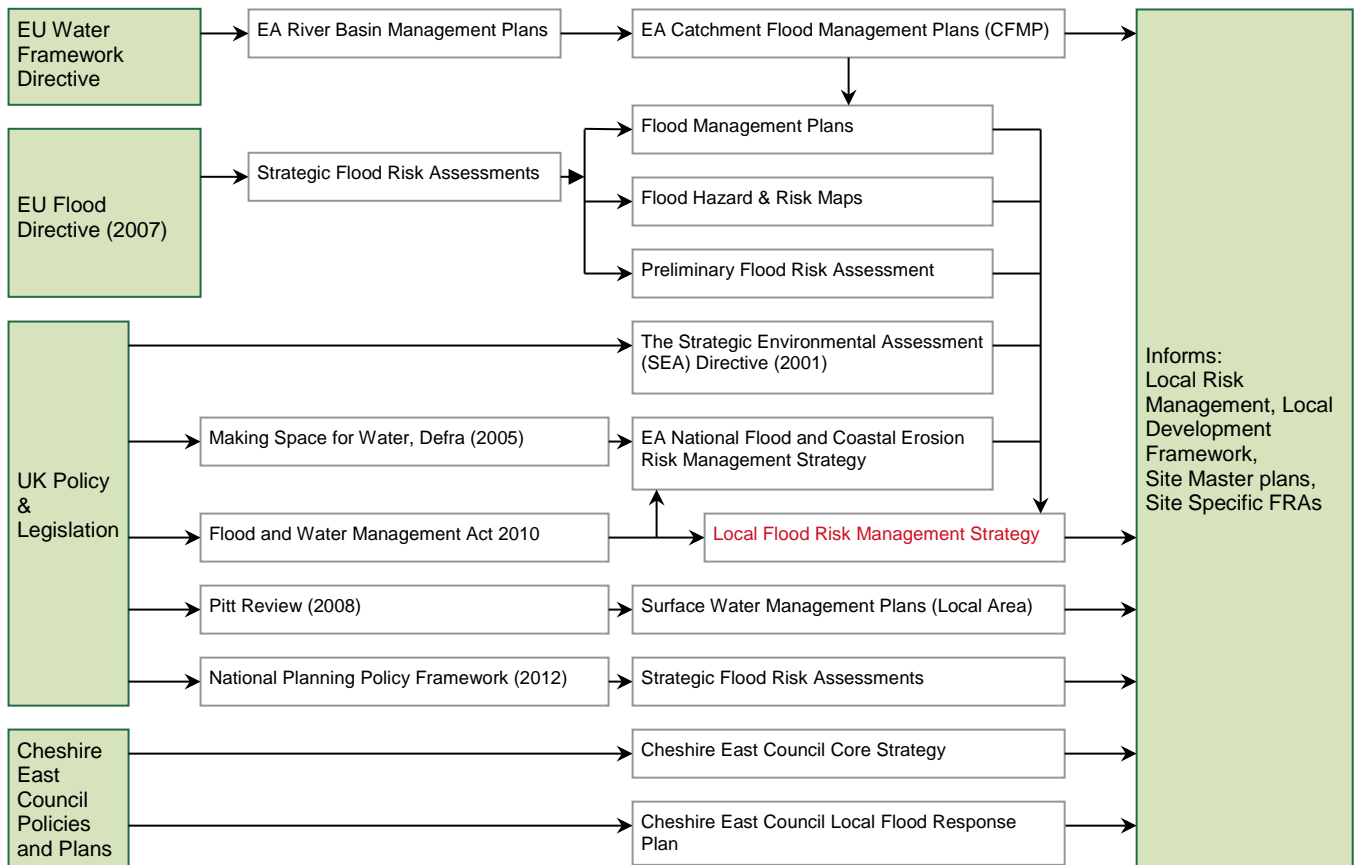 EU Water
Framework
Directive
EA River Basin Management Plans
EA Catchment Flood Management Plans (CFMP)
Flood Management Plans
EU Flood
Directive (2007)
Strategic Flood Risk Assessments
Flood Hazard & Risk Maps
Preliminary Flood Risk Assessment
UK Policy
&
Legislation
The Strategic Environmental Assessment
(SEA) Directive (2001)
Making Space for Water, Defra (2005)
EA National Flood and Coastal Erosion
Risk Management Strategy
Flood and Water Management Act 2010
Local Flood Risk Management Strategy
Pitt Review (2008)
Surface Water Management Plans (Local Area)
National Planning Policy Framework (2012)
Strategic Flood Risk Assessments
Cheshire
East
Council
Policies
and Plans
Cheshire East Council Core Strategy
Cheshire East Council Local Flood Response
Plan
Informs:
Local Risk
Management, Local
Development
Framework,
Site Master plans,
Site Specific FRAs